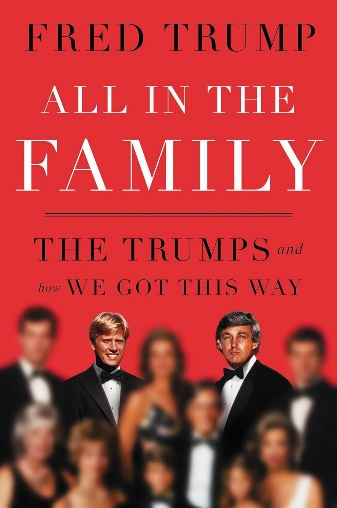 FRED TRUMP
ALL IN THE
FAMILY
THE TRUMPS and
how WE GOT THIS WAY